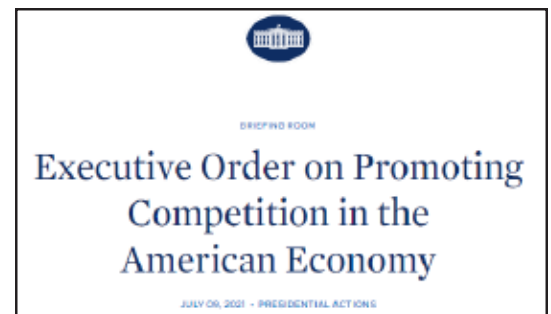 BRIEFING ROOM
Executive Order on Promoting
Competition in the
American Economy
JULY 09, 2021 • PRESIDENTIAL ACTIONS